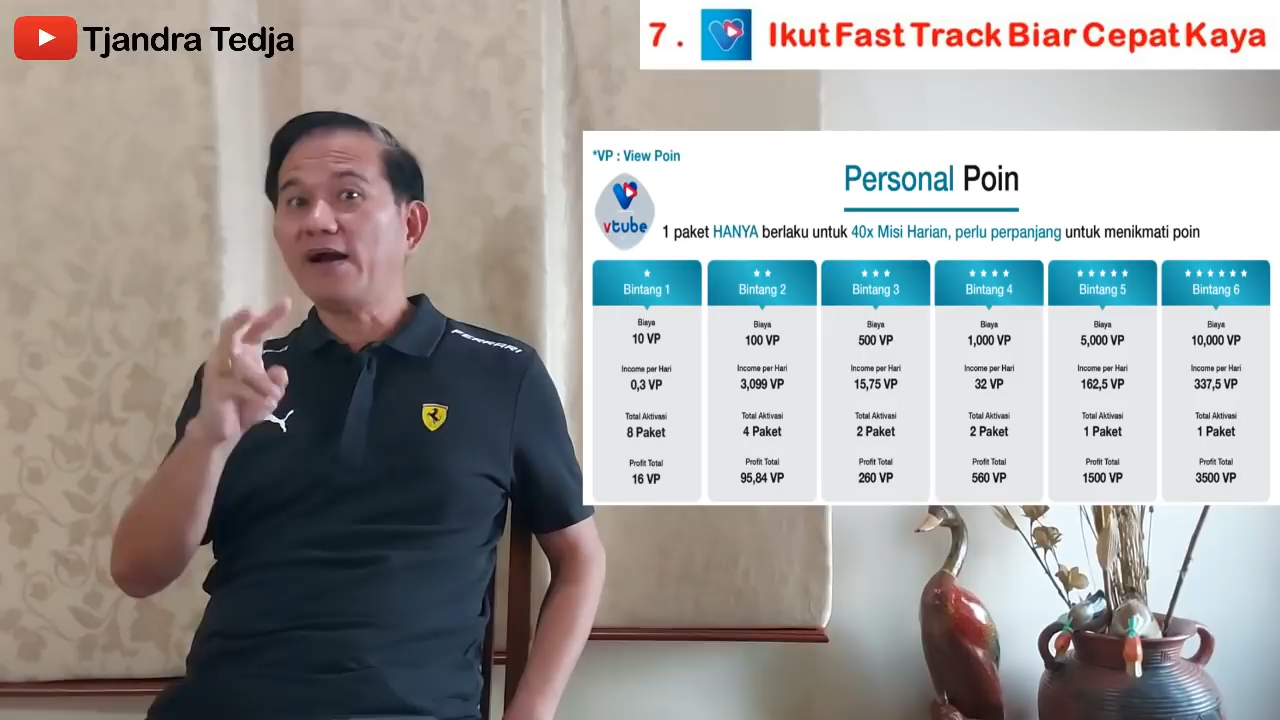 Tjandra Tedja
7 . Ikut Fast Track Biar Cepat Kaya
*VP : View Poin
Personal Poin
vtube
1 paket HANYA berlaku untuk 40x Misi Harian, perlu perpanjang untuk menikmati poin
Bintang 1 Bintang 2 Bintang 3 Bintang 4 Bintang 5 Bintang 6
Biaya Biaya Biaya Biaya Biaya Biaya
10 VP 100 VP 500 VP 1,000 VP 5,000 VP 10,000 VP
Income per Hari Income per Hari Income per Hari Income per Hari Income per Hari Income per Hari
0,3 VP 3,099 VP 15,75 VP 32 VP 162,5 VP 337,5 VP
Total Aktivasi Total Aktivasi Total Aktivasi Total Aktivasi Total Aktivasi Total Aktivasi
8 Paket 4 Paket 2 Paket 2 Paket 1 Paket 1 Paket
Profit Total Profit Total Profit Total Profit Total Profit Total Profit Total
16 VP 95,84 VP 260 VP 560 VP 1500 VP 3500 VP
FERRARI